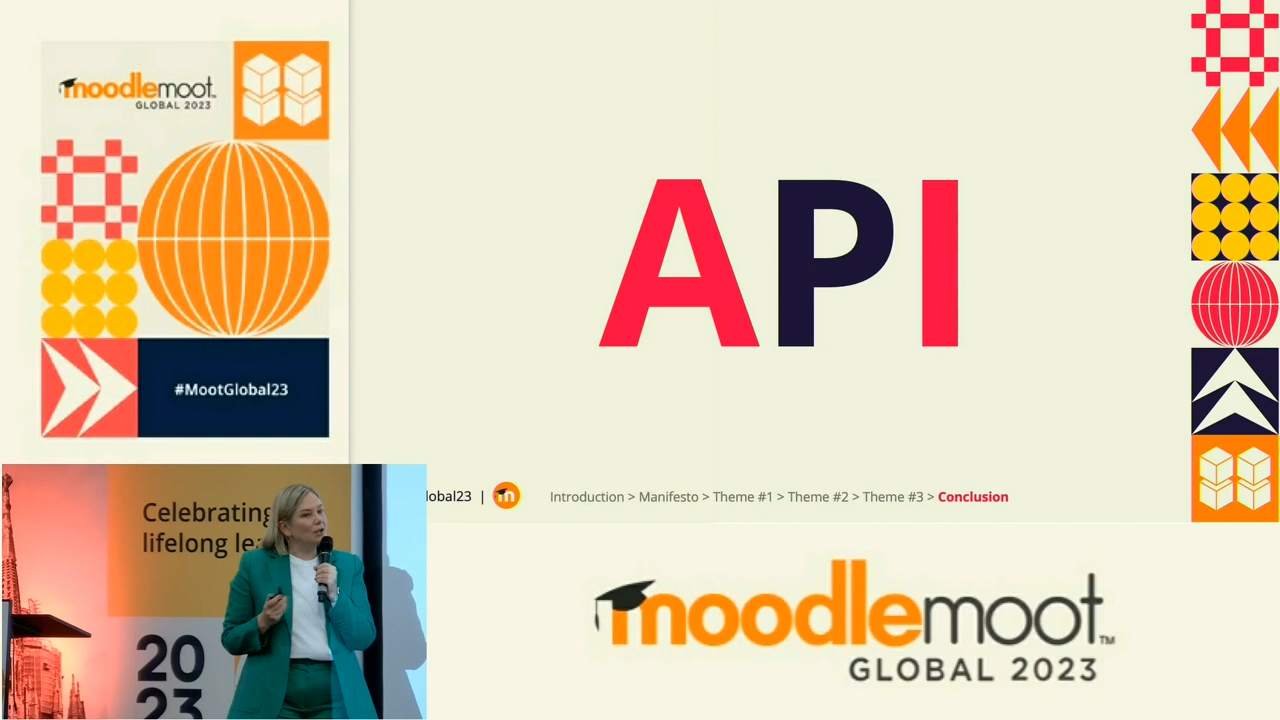 moodlemoot
GLOBAL 2023
#MootGlobal23
API
lobal23 | m
Introduction > Manifesto > Theme #1 > Theme #2 > Theme #3 > Conclusion
Celebrating
lifelong lea
20
23
moodlemoot™
GLOBAL 2023